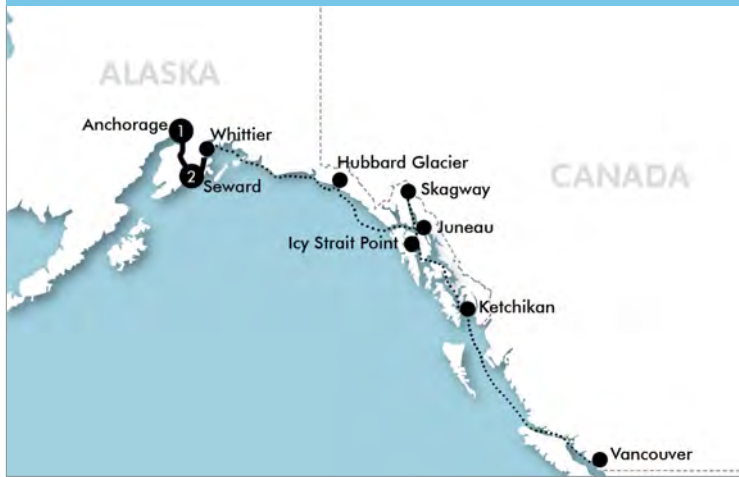 ALASKA
Anchorage
1
Whittier
2
Seward
Hubbard Glacier
Skagway
CANADA
Juneau
Icy Strait Point
Ketchikan
Vancouver